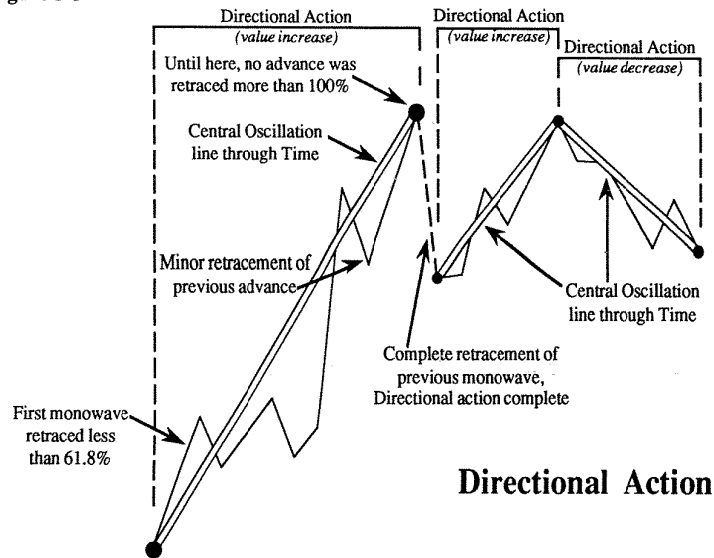 Directional Action
(value increase)
Directional Action
(value increase)
Directional Action
(value decrease)
Until here, no advance was
retraced more than 100%
Central Oscillation
line through Time
Minor retracement of
previous advance
Central Oscillation
line through Time
Complete retracement of
previous monowave,
Directional action complete
First monowave
retraced less
than 61.8%
Directional Action